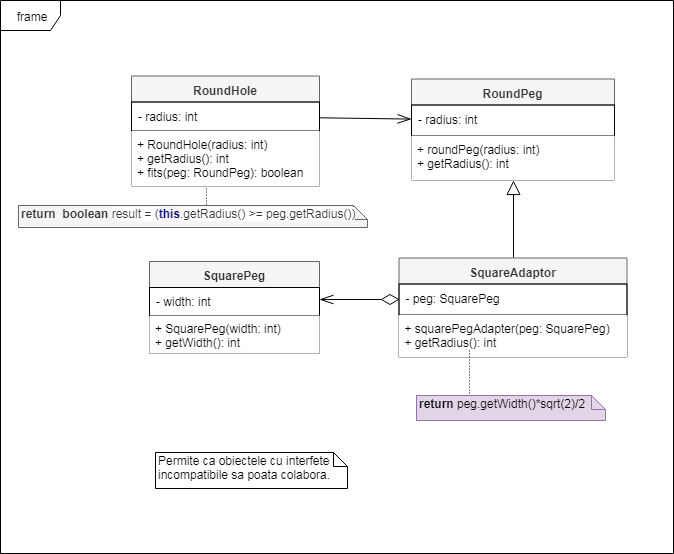 frame
RoundHole
- radius: int
+ RoundHole(radius: int)
+ getRadius(): int
+ fits(peg: RoundPeg): boolean
RoundPeg
- radius: int
+ roundPeg(radius: int)
+ getRadius(): int
return  boolean result = (this.getRadius() >= peg.getRadius())
SquarePeg
- width: int
+ SquarePeg(width: int)
+ getWidth(): int
SquareAdaptor
- peg: SquarePeg
+ squarePegAdapter(peg: SquarePeg)
+ getRadius(): int
return peg.getWidth()*sqrt(2)/2
Permite ca obiectele cu interfete
incompatibile sa poata colabora.